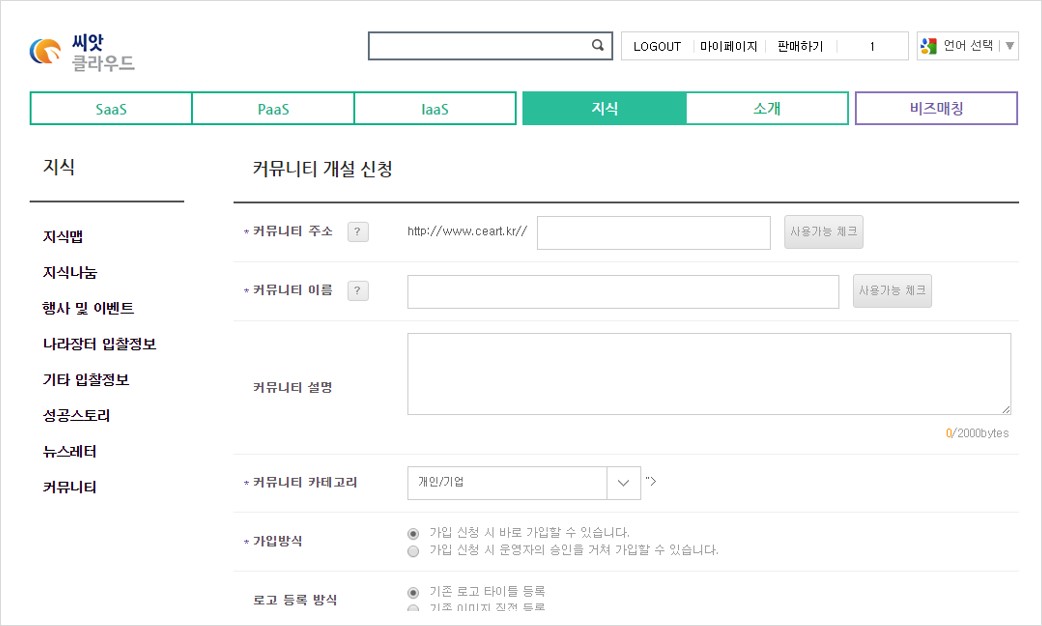 씨앗
클라우드
LOGOUT 마이페이지 판매하기 1
언어 선택 ▼
SaaS PaaS IaaS 지식 소개 비즈매칭
지식
지식맵
지식나눔
행사 및 이벤트
나라장터 입찰정보
기타 입찰정보
성공스토리
뉴스레터
커뮤니티
커뮤니티 개설 신청
* 커뮤니티 주소 ? http://www.ceart.kr// 사용가능 체크
* 커뮤니티 이름 ? 사용가능 체크
커뮤니티 설명
0/2000bytes
* 커뮤니티 카테고리 개인/기업 ">
* 가입방식
가입 신청 시 바로 가입할 수 있습니다.
가입 신청 시 운영자의 승인을 거쳐 가입할 수 있습니다.
로고 등록 방식
기존 로고 타이틀 등록
기존 이미지 직접 등록